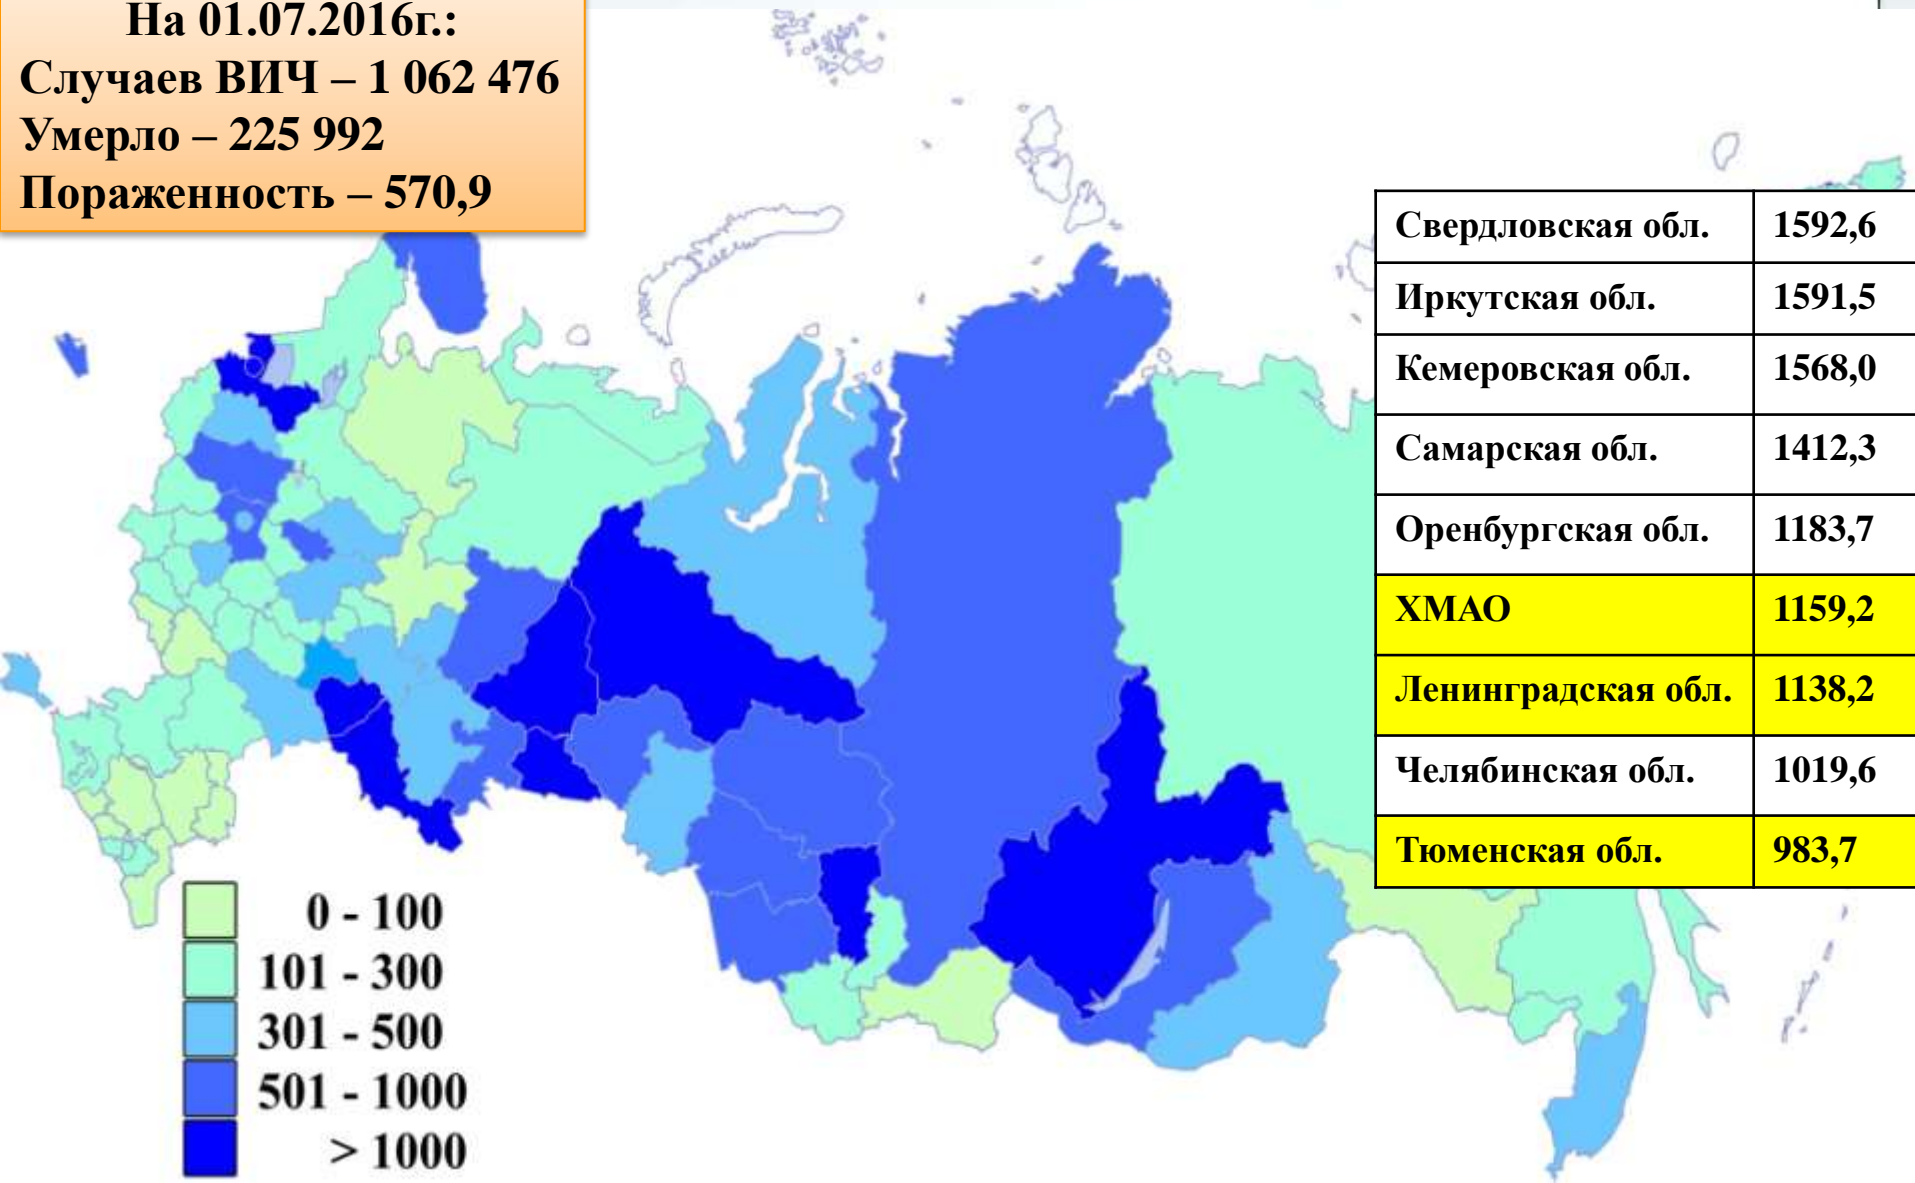 На 01.07.2016г.:
Случаев ВИЧ – 1 062 476
Умерло – 225 992
Пораженность – 570,9
Свердловская обл. 1592,6
Иркутская обл. 1591,5
Кемеровская обл. 1568,0
Самарская обл. 1412,3
Оренбургская обл. 1183,7
ХМАО 1159,2
Ленинградская обл. 1138,2
Челябинская обл. 1019,6
Тюменская обл. 983,7
0 - 100
101 - 300
301 - 500
501 - 1000
> 1000